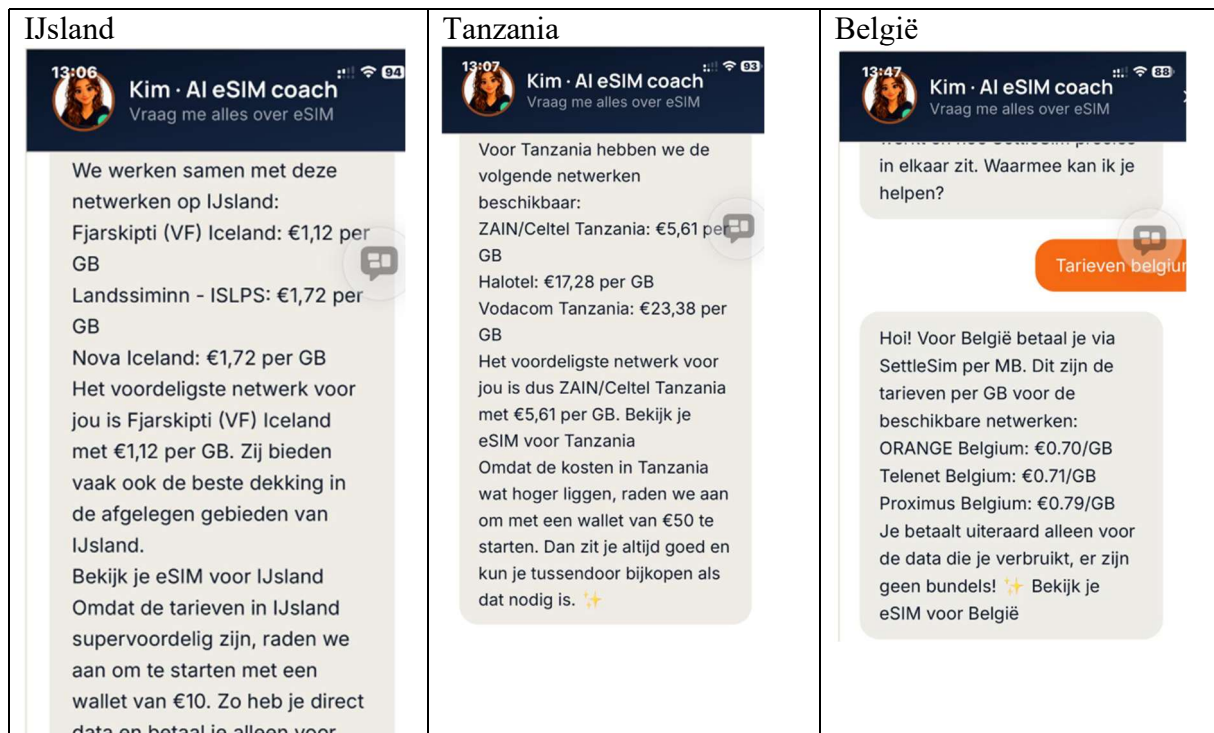 IJsland
13:06
94
Kim · AI eSIM coach
Vraag me alles over eSIM
We werken samen met deze
netwerken op IJsland:
Fjarskipti (VF) Iceland: €1,12 per
GB
Landssiminn - ISLPS: €1,72 per
GB
Nova Iceland: €1,72 per GB
Het voordeligste netwerk voor
jou is Fjarskipti (VF) Iceland
met €1,12 per GB. Zij bieden
vaak ook de beste dekking in
de afgelegen gebieden van
IJsland.
Bekijk je eSIM voor IJsland
Omdat de tarieven in IJsland
supervoordelig zijn, raden we
aan om te starten met een
wallet van €10. Zo heb je direct
data en betaal je alleen voor
Tanzania
13:07
93
Kim · AI eSIM coach
Vraag me alles over eSIM
Voor Tanzania hebben we de
volgende netwerken
beschikbaar:
ZAIN/Celtel Tanzania: €5,61 per
GB
Halotel: €17,28 per GB
Vodacom Tanzania: €23,38 per
GB
Het voordeligste netwerk voor
jou is dus ZAIN/Celtel Tanzania
met €5,61 per GB. Bekijk je
eSIM voor Tanzania
Omdat de kosten in Tanzania
wat hoger liggen, raden we aan
om met een wallet van €50 te
starten. Dan zit je altijd goed en
kun je tussendoor bijkopen als
dat nodig is. ✨
België
13:47
88
Kim · AI eSIM coach
Vraag me alles over eSIM
in elkaar zit. Waarmee kan ik je
helpen?
Tarieven belgiu
Hoi! Voor België betaal je via
SettleSim per MB. Dit zijn de
tarieven per GB voor de
beschikbare netwerken:
ORANGE Belgium: €0.70/GB
Telenet Belgium: €0.71/GB
Proximus Belgium: €0.79/GB
Je betaalt uiteraard alleen voor
de data die je verbruikt, er zijn
geen bundels! ✨ Bekijk je
eSIM voor België